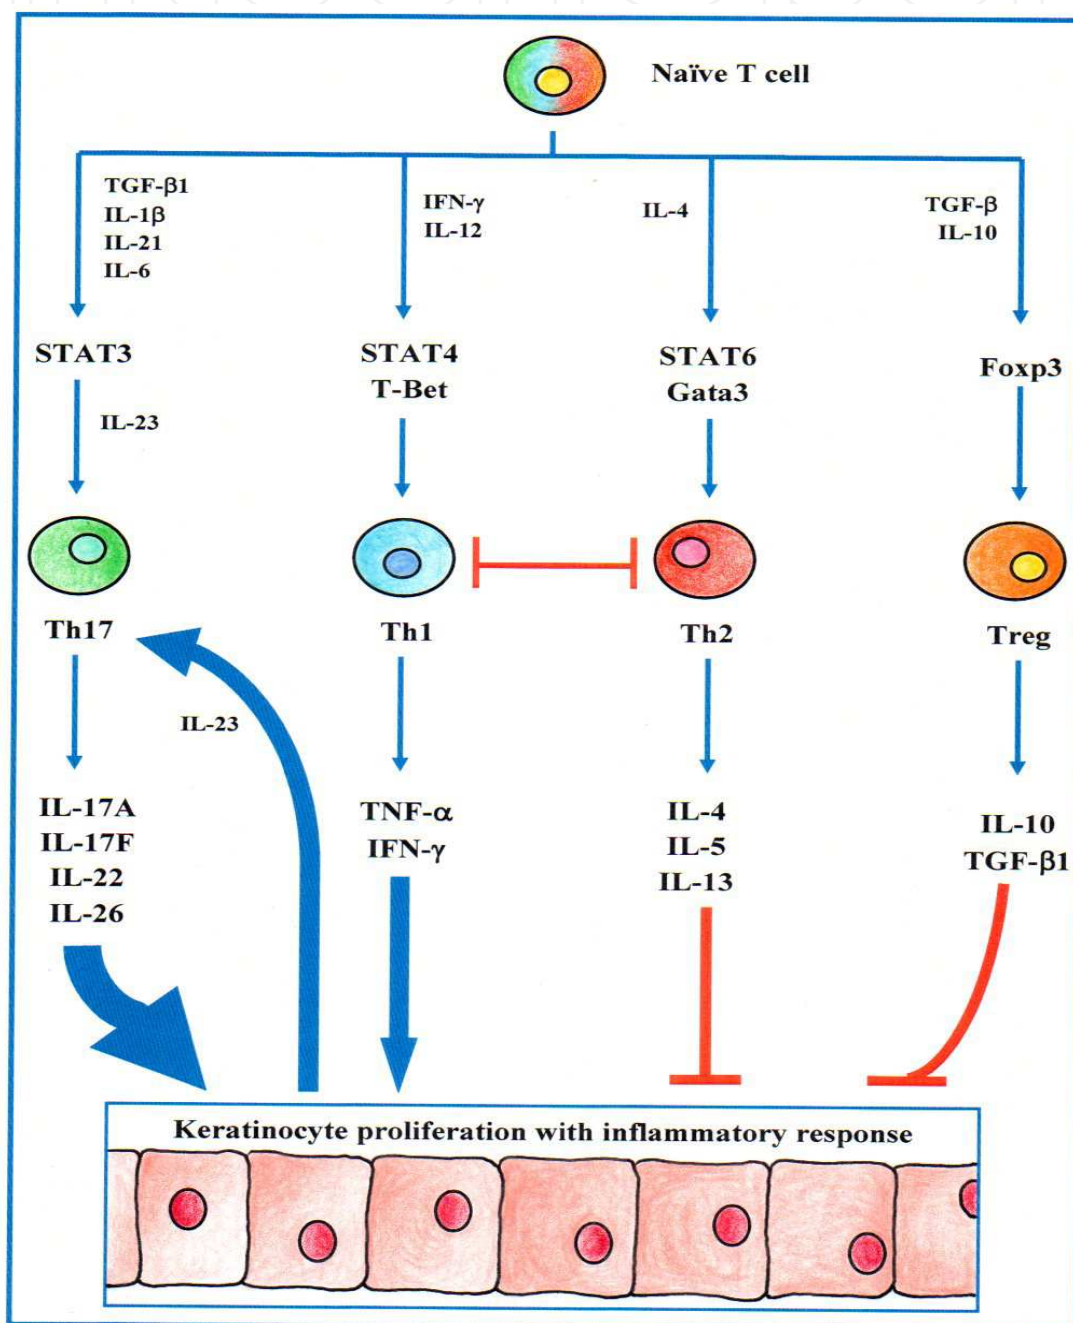 Naïve T cell
TGF-β1
IL-1β
IL-21
IL-6
IFN-γ
IL-12
IL-4
TGF-β
IL-10
STAT3
STAT4
T-Bet
STAT6
Gata3
Foxp3
IL-23
Th17
Th1
Th2
Treg
IL-23
IL-17A
IL-17F
IL-22
IL-26
TNF-α
IFN-γ
IL-4
IL-5
IL-13
IL-10
TGF-β1
Keratinocyte proliferation with inflammatory response